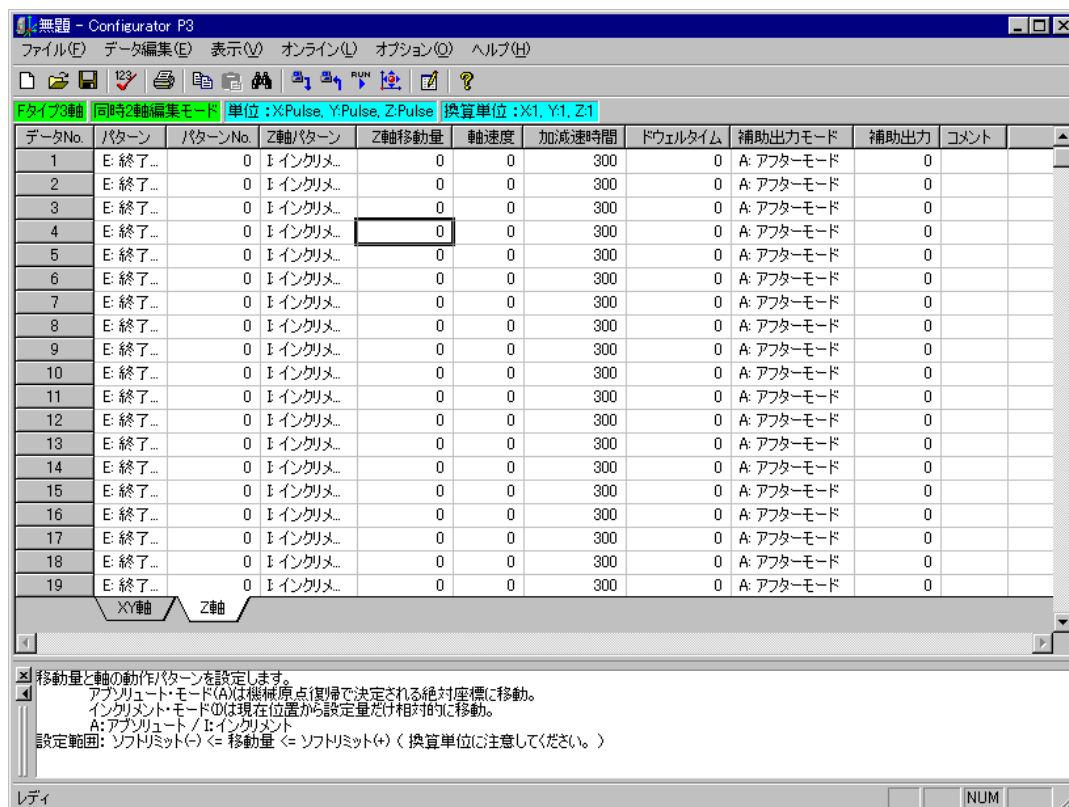 無題 - Configurator P3
ファイル(F) データ編集(E) 表示(V) オンライン(L) オプション(O) ヘルプ(H)
123 RUN ?
Fタイプ3軸 同時2軸編集モード 単位:X:Pulse, Y:Pulse, Z:Pulse 換算単位:X:1, Y:1, Z:1
データNo. パターン パターンNo. Z軸パターン Z軸移動量 軸速度 加減速時間 ドウェルタイム 補助出力モード 補助出力 コメント
1 E: 終了... 0 I: インクリメ... 0 0 300 0 A: アフターモード 0
2 E: 終了... 0 I: インクリメ... 0 0 300 0 A: アフターモード 0
3 E: 終了... 0 I: インクリメ... 0 0 300 0 A: アフターモード 0
4 E: 終了... 0 I: インクリメ... 0 0 300 0 A: アフターモード 0
5 E: 終了... 0 I: インクリメ... 0 0 300 0 A: アフターモード 0
6 E: 終了... 0 I: インクリメ... 0 0 300 0 A: アフターモード 0
7 E: 終了... 0 I: インクリメ... 0 0 300 0 A: アフターモード 0
8 E: 終了... 0 I: インクリメ... 0 0 300 0 A: アフターモード 0
9 E: 終了... 0 I: インクリメ... 0 0 300 0 A: アフターモード 0
10 E: 終了... 0 I: インクリメ... 0 0 300 0 A: アフターモード 0
11 E: 終了... 0 I: インクリメ... 0 0 300 0 A: アフターモード 0
12 E: 終了... 0 I: インクリメ... 0 0 300 0 A: アフターモード 0
13 E: 終了... 0 I: インクリメ... 0 0 300 0 A: アフターモード 0
14 E: 終了... 0 I: インクリメ... 0 0 300 0 A: アフターモード 0
15 E: 終了... 0 I: インクリメ... 0 0 300 0 A: アフターモード 0
16 E: 終了... 0 I: インクリメ... 0 0 300 0 A: アフターモード 0
17 E: 終了... 0 I: インクリメ... 0 0 300 0 A: アフターモード 0
18 E: 終了... 0 I: インクリメ... 0 0 300 0 A: アフターモード 0
19 E: 終了... 0 I: インクリメ... 0 0 300 0 A: アフターモード 0
XY軸 Z軸
移動量と軸の動作パターンを設定します。
アブソリュート・モード(A)は機械原点復帰で決定される絶対座標に移動。
インクリメント・モード(I)は現在位置から設定量だけ相対的に移動。
A:アブソリュート / I:インクリメント
設定範囲: ソフトリミット(-) <= 移動量 <= ソフトリミット(+) ( 換算単位に注意してください。 )
レディ NUM